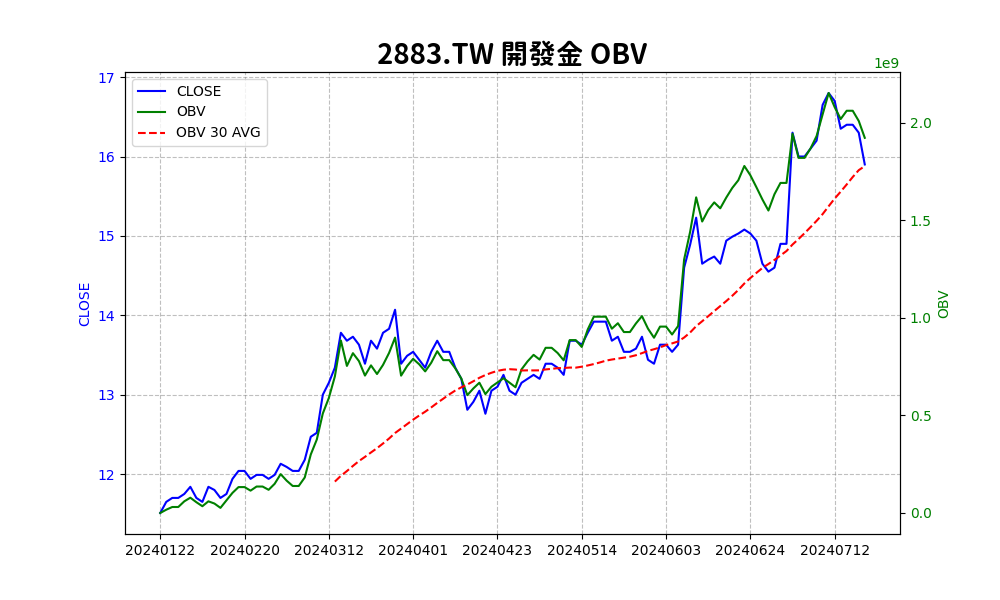 2883.TW 開發金 OBV
1e9
CLOSE
OBV
OBV 30 AVG
17
16
15
14
13
12
CLOSE
2.0
1.5
1.0
0.5
0.0
OBV
20240122 20240220 20240312 20240401 20240423 20240514 20240603 20240624 20240712